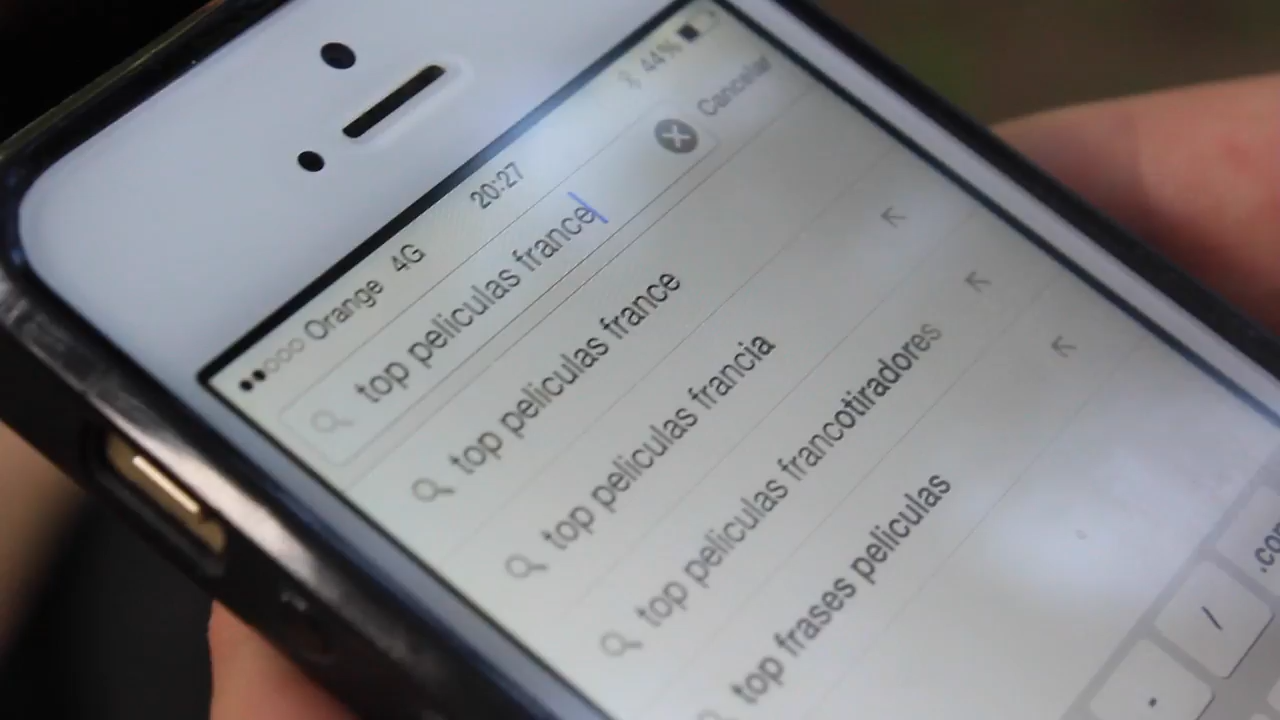 Orange 4G 20:27 44%
top peliculas france Cancelar
top peliculas france
top peliculas francia
top peliculas francotiradores
top frases peliculas
. / .com